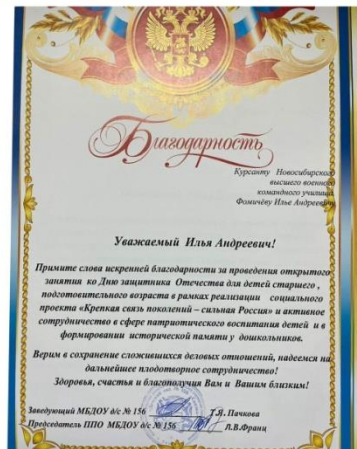 Благодарность
Курсанту Новосибирского
высшего военного
командного училища
Фомичёву Илье Андреевичу
Уважаемый Илья Андреевич!
Примите слова искренней благодарности за проведения открытого
занятия ко Дню защитника Отечества для детей старшего ,
подготовительного возраста в рамках реализации социального
проекта «Крепкая связь поколений – сильная Россия» и активное
сотрудничество в сфере патриотического воспитания детей и в
формировании исторической памяти у дошкольников.
Верим в сохранение сложившихся деловых отношений, надеемся на
дальнейшее плодотворное сотрудничество!
Здоровья, счастья и благополучия Вам и Вашим близким!
Заведующий МБДОУ д/с № 156 Т.Я. Пачкова
Председатель ППО МБДОУ д/с № 156 Л.В.Франц